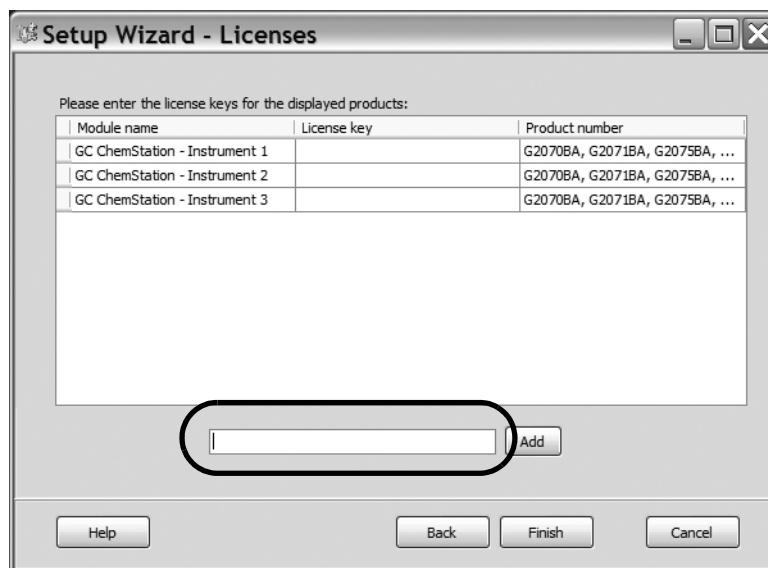 Setup Wizard - Licenses
Please enter the license keys for the displayed products:
Module name License key Product number
GC ChemStation - Instrument 1 G2070BA, G2071BA, G2075BA, ...
GC ChemStation - Instrument 2 G2070BA, G2071BA, G2075BA, ...
GC ChemStation - Instrument 3 G2070BA, G2071BA, G2075BA, ...
Add
Help Back Finish Cancel